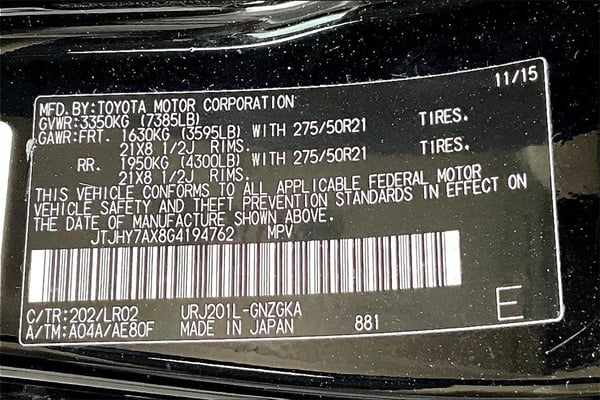 11/15
MFD.BY:TOYOTA MOTOR CORPORATION
GVWR:3350KG (7385LB)
GAWR:FRT. 1630KG (3595LB) WITH 275/50R21 TIRES.
21X8 1/2J RIMS.
RR. 1950KG (4300LB) WITH 275/50R21 TIRES.
21X8 1/2J RIMS.
THIS VEHICLE CONFORMS TO ALL APPLICABLE FEDERAL MOTOR
VEHICLE SAFETY AND THEFT PREVENTION STANDARDS IN EFFECT ON
THE DATE OF MANUFACTURE SHOWN ABOVE.
JTJHY7AX8G4194762 MPV
C/TR:202/LR02 URJ201L-GNZGKA
A/TM:A04A/AE80F MADE IN JAPAN 881 E